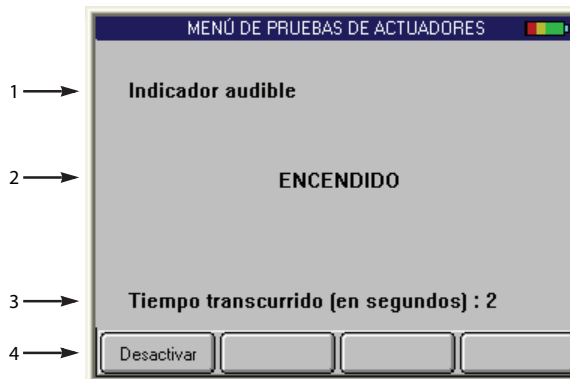 MENÚ DE PRUEBAS DE ACTUADORES
1 Indicador audible
2 ENCENDIDO
3 Tiempo transcurrido (en segundos) : 2
4 Desactivar